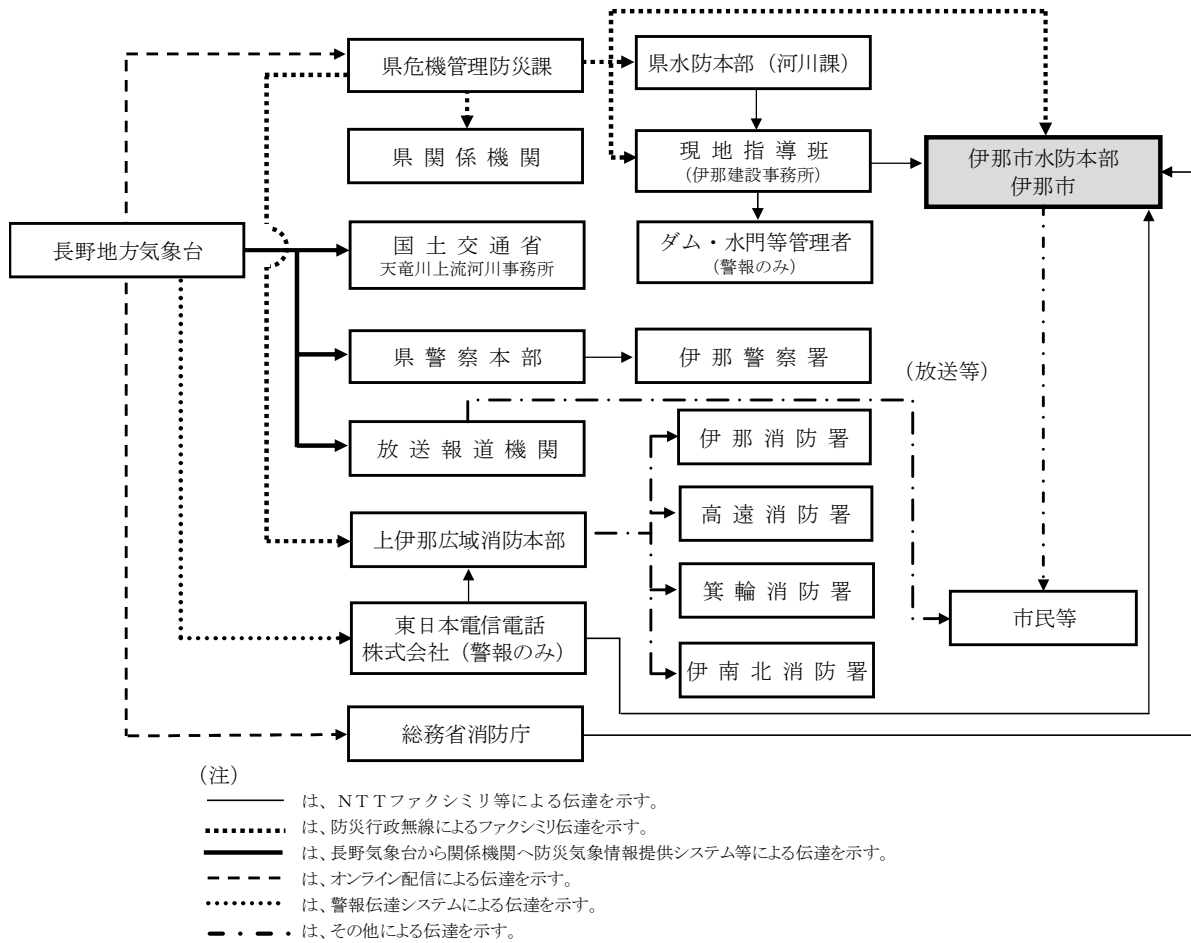 県危機管理防災課
県水防本部（河川課）
県関係機関
現地指導班
（伊那建設事務所）
伊那市水防本部
伊那市
長野地方気象台
国土交通省
天竜川上流河川事務所
ダム・水門等管理者
（警報のみ）
県警察本部
伊那警察署
（放送等）
放送報道機関
伊那消防署
高遠消防署
上伊那広域消防本部
箕輪消防署
東日本電信電話
株式会社（警報のみ）
市民等
伊南北消防署
総務省消防庁
（注）
は、ＮＴＴファクシミリ等による伝達を示す。
は、防災行政無線によるファクシミリ伝達を示す。
は、長野気象台から関係機関へ防災気象情報提供システム等による伝達を示す。
は、オンライン配信による伝達を示す。
は、警報伝達システムによる伝達を示す。
は、その他による伝達を示す。